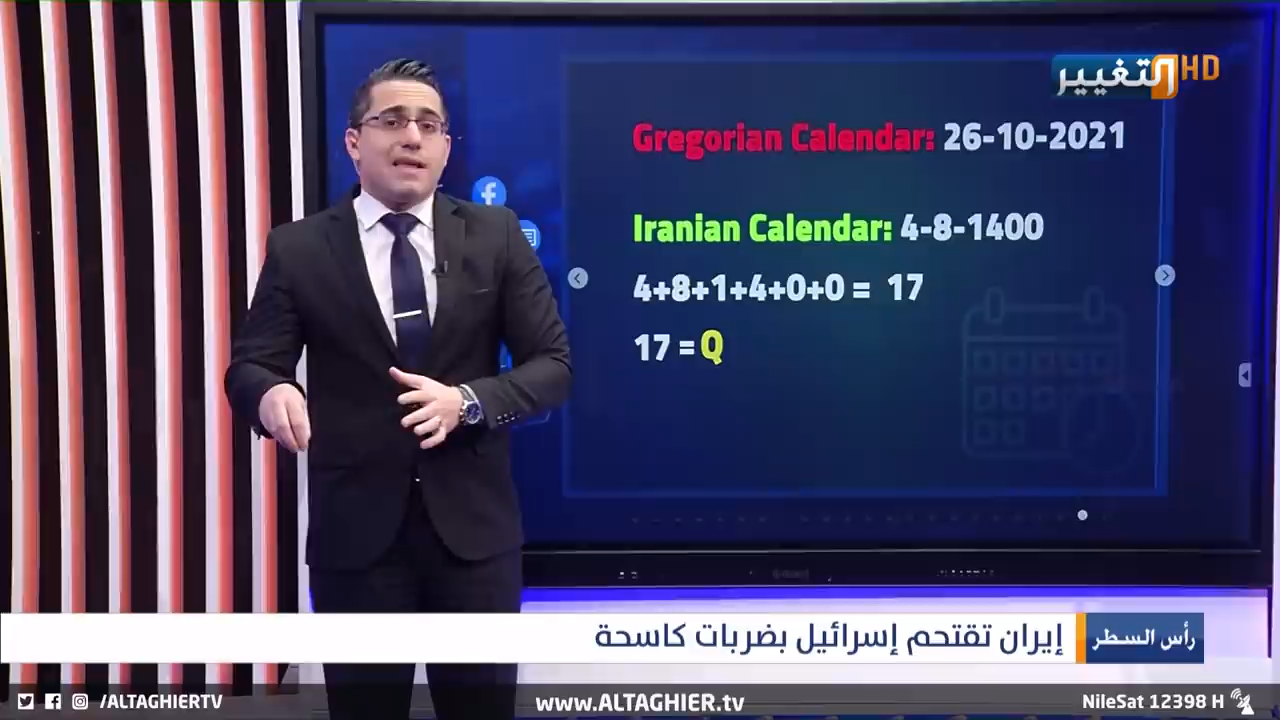 التغيير HD
Gregorian Calendar: 26-10-2021
Iranian Calendar: 4-8-1400
4+8+1+4+0+0 = 17
17 = Q
رأس السطر
إيران تقتحم إسرائيل بضربات كاسحة
/ALTAGHIERTV
www.ALTAGHIER.tv
NileSat 12398 H